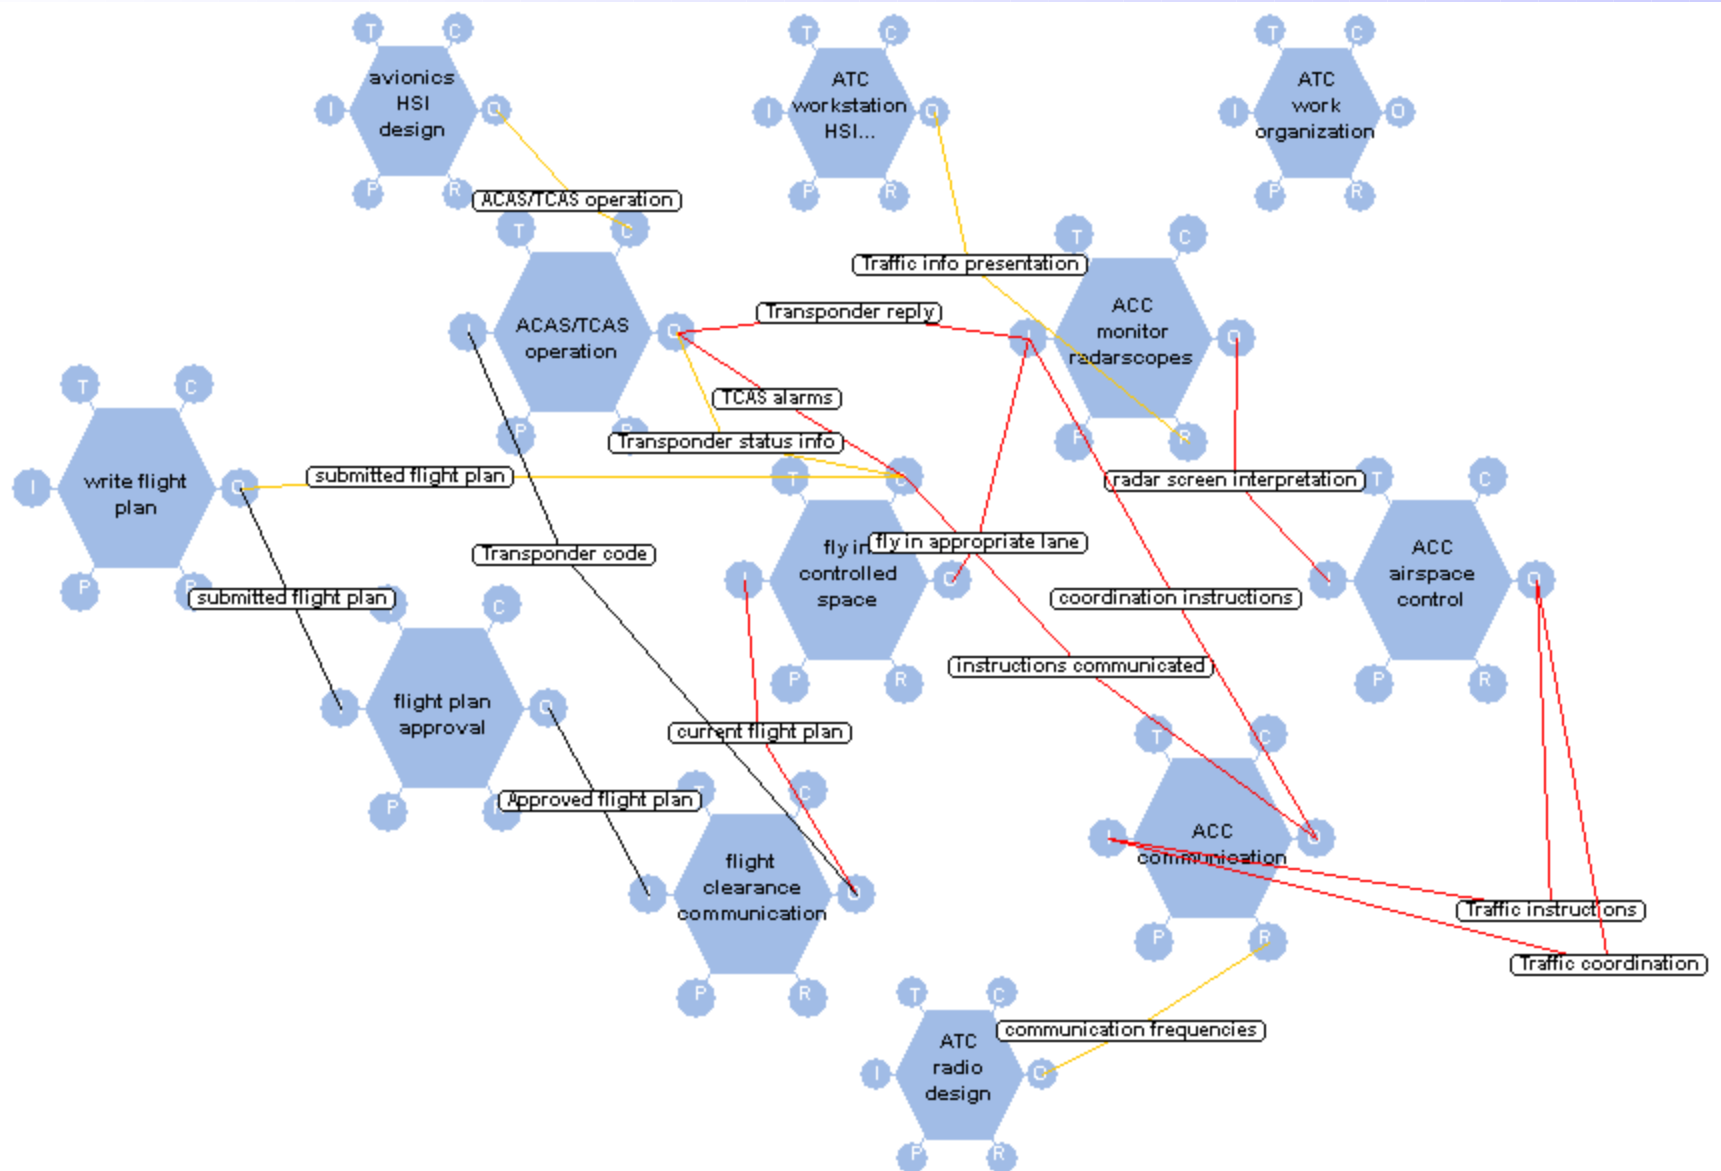 T
C
T
C
T
C
avionics
HSI
design
I
O
ATC
workstation
HSI...
I
O
ATC
work
organization
I
O
P
R
P
R
P
R
ACAS/TCAS operation
T
C
T
C
Traffic info presentation
ACAS/TCAS
operation
I
O
Transponder reply
ACC
monitor
radarscopes
I
O
T
C
TCAS alarms
P
R
Transponder status info
P
R
write flight
plan
I
O
submitted flight plan
T
C
radar screen interpretation
T
C
fly in
controlled
space
I
O
fly in appropriate lane
Transponder code
ACC
airspace
control
I
O
P
R
submitted flight plan
C
coordination instructions
flight plan
approval
I
O
P
R
instructions communicated
P
R
current flight plan
T
C
T
C
Approved flight plan
P
flight
clearance
communication
I
O
ACC
communication
I
O
Traffic instructions
P
R
Traffic coordination
P
R
T
C
communication frequencies
ATC
radio
design
I
O
P
R